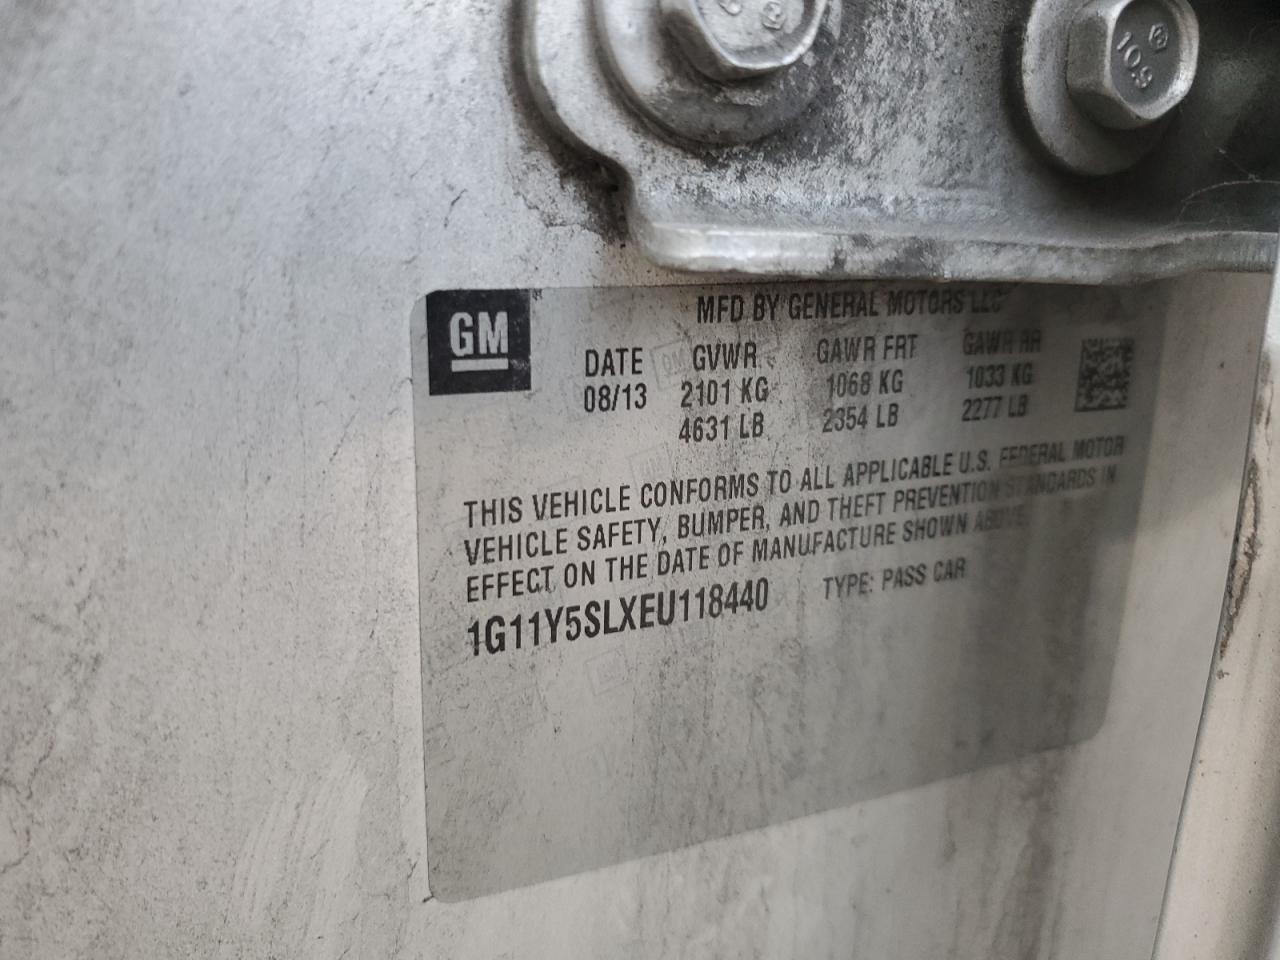 10.9
MFD BY GENERAL MOTORS LLC
GM
DATE GVWR GAWR FRT GAWR RR
08/13 2101 KG 1068 KG 1033 KG
4631 LB 2354 LB 2277 LB
THIS VEHICLE CONFORMS TO ALL APPLICABLE U.S. FEDERAL MOTOR
VEHICLE SAFETY, BUMPER, AND THEFT PREVENTION STANDARDS IN
EFFECT ON THE DATE OF MANUFACTURE SHOWN ABOVE.
1G11Y5SLXEU118440 TYPE: PASS CAR